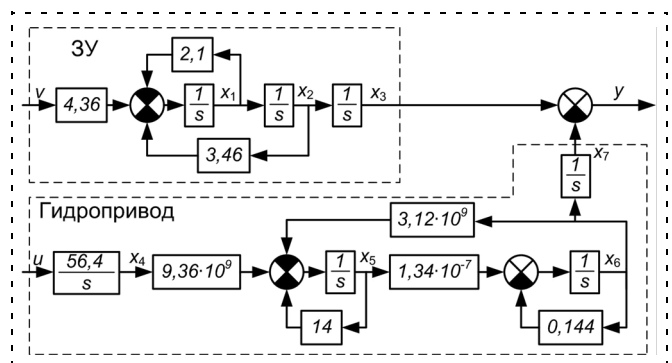 ЗУ
2,1
v
4,36
1/s
x1
1/s
x2
1/s
x3
y
3,46
x7
1/s
Гидропривод
3,12·10⁹
u
56,4/s
x4
9,36·10⁹
1/s
x5
1,34·10⁻⁷
1/s
x6
14
0,144